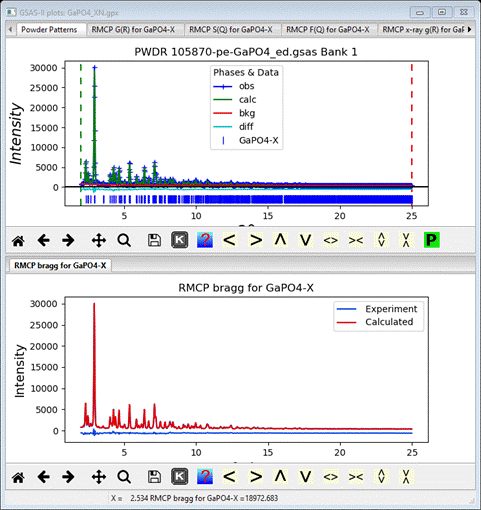 GSAS-II plots: GaPO4_XN.gpx
Powder Patterns RMCP G(R) for GaPO4-X RMCP S(Q) for GaPO4-X RMCP F(Q) for GaPO4-X RMCP x-ray g(R) for GaP
PWDR 105870-pe-GaPO4_ed.gsas Bank 1
Phases & Data
obs
calc
bkg
diff
GaPO4-X
Intensity
30000
25000
20000
15000
10000
5000
0
5 10 15 20 25
K ? < > Λ V <> >< P
RMCP bragg for GaPO4-X
RMCP bragg for GaPO4-X
Experiment
Calculated
Intensity
30000
25000
20000
15000
10000
5000
0
5 10 15 20 25
K ? < > Λ V <> ><
X = 2.534 RMCP bragg for GaPO4-X =18972.683